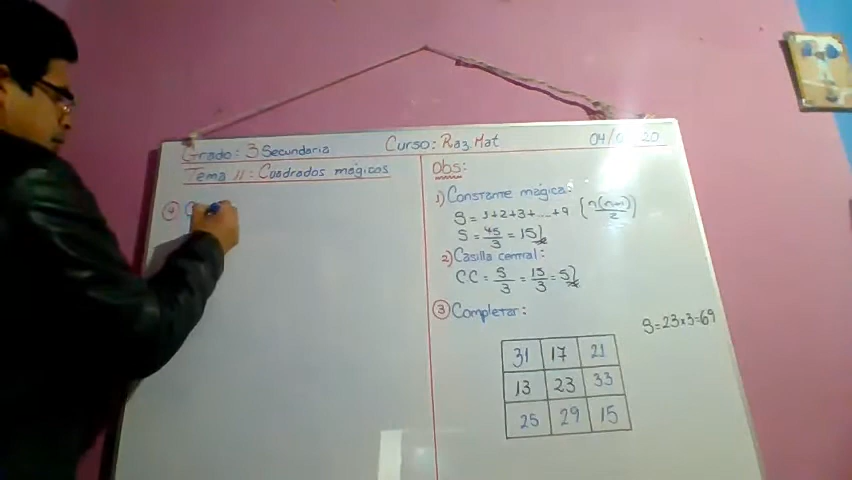 Grado: 3 Secundaria
Curso: Raz Mat
04/0 20
Tema 11: Cuadrados mágicos
④
Obs:
1) Constante mágica:
S = 1+2+3+....+9 [n(n+1)/2]
S = 45/3 = 15
2) Casilla central:
C.C = S/3 = 15/3 = 5
③ Completar:
S=23x3=69
31 17 21
13 23 33
25 29 15